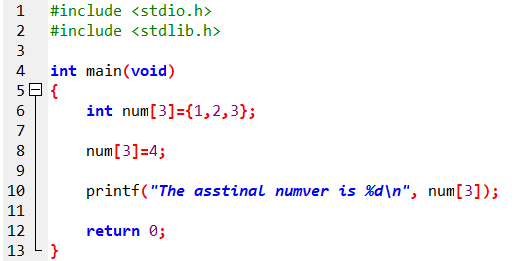 1 #include <stdio.h>
2 #include <stdlib.h>
3
4 int main(void)
5 {
6     int num[3]={1,2,3};
7
8     num[3]=4;
9
10     printf("The asstinal numver is %d\n", num[3]);
11
12     return 0;
13 }